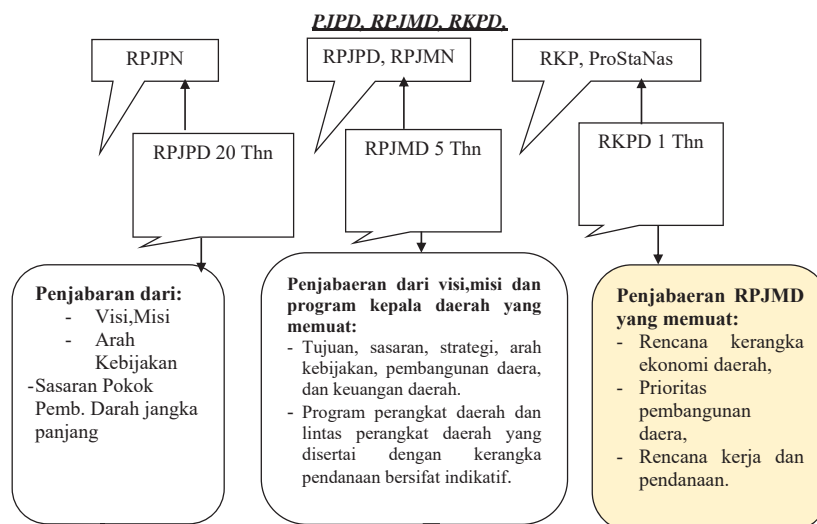 PJPD, RPJMD, RKPD,
RPJPN
RPJPD, RPJMN
RKP, ProStaNas
RPJPD 20 Thn
RPJMD 5 Thn
RKPD 1 Thn
Penjabaran dari:
- Visi,Misi
- Arah
Kebijakan
-Sasaran Pokok
Pemb. Darah jangka
panjang
Penjabaeran dari visi,misi dan
program kepala daerah yang
memuat:
- Tujuan, sasaran, strategi, arah
kebijakan, pembangunan daera,
dan keuangan daerah.
- Program perangkat daerah dan
lintas perangkat daerah yang
disertai dengan kerangka
pendanaan bersifat indikatif.
Penjabaeran RPJMD
yang memuat:
- Rencana kerangka
ekonomi daerah,
- Prioritas
pembangunan
daera,
- Rencana kerja dan
pendanaan.